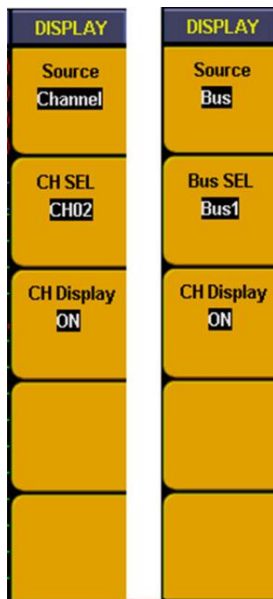 DISPLAY
Source
Channel
CH SEL
CH02
CH Display
ON
DISPLAY
Source
Bus
Bus SEL
Bus1
CH Display
ON